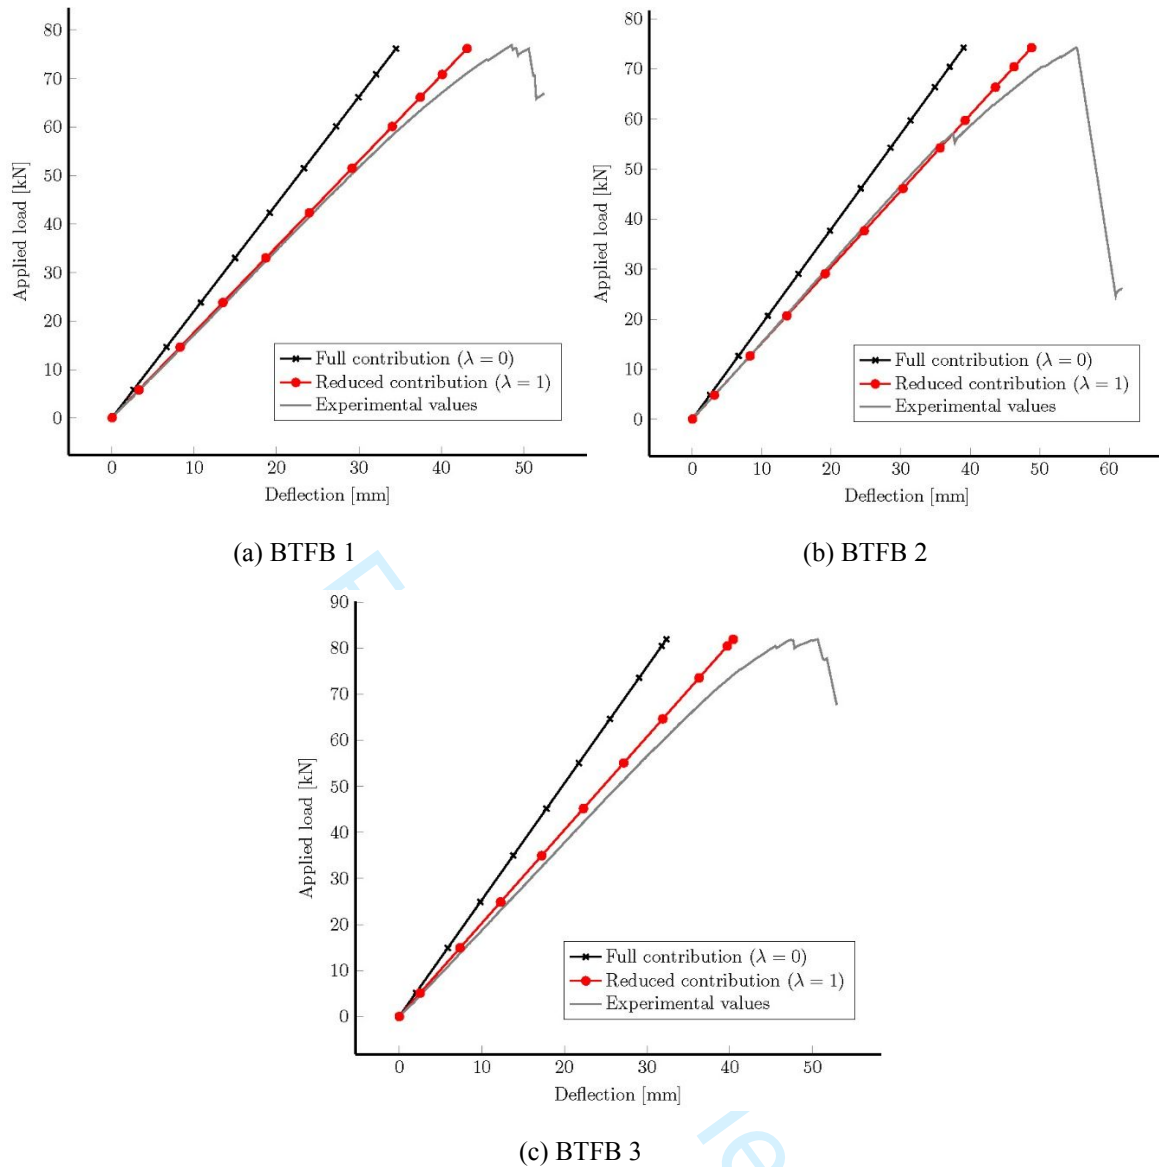 80
70
60
50
40
30
20
10
0
Applied load [kN]
Full contribution (λ = 0)
Reduced contribution (λ = 1)
Experimental values
0 10 20 30 40 50
Deflection [mm]
(a) BTFB 1
80
70
60
50
40
30
20
10
0
Applied load [kN]
Full contribution (λ = 0)
Reduced contribution (λ = 1)
Experimental values
0 10 20 30 40 50 60
Deflection [mm]
(b) BTFB 2
90
80
70
60
50
40
30
20
10
0
Applied load [kN]
Full contribution (λ = 0)
Reduced contribution (λ = 1)
Experimental values
0 10 20 30 40 50
Deflection [mm]
(c) BTFB 3